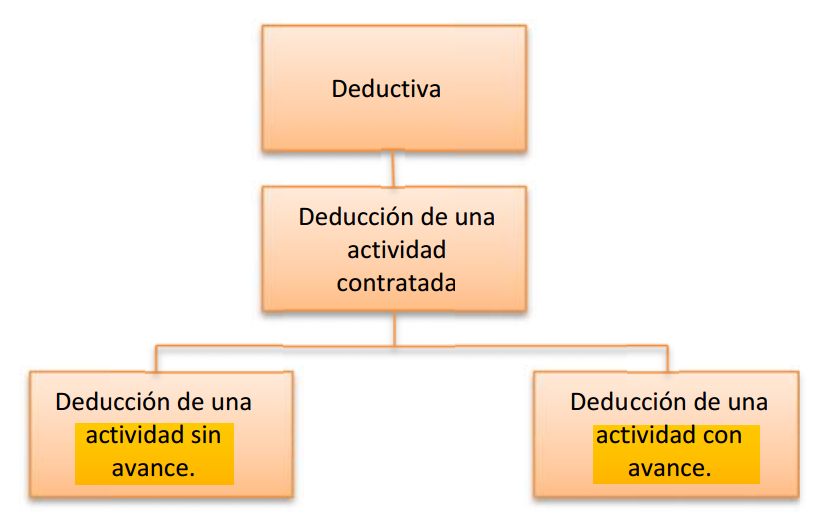 Deductiva
Deducción de una
actividad
contratada
Deducción de una
actividad sin
avance.
Deducción de una
actividad con
avance.